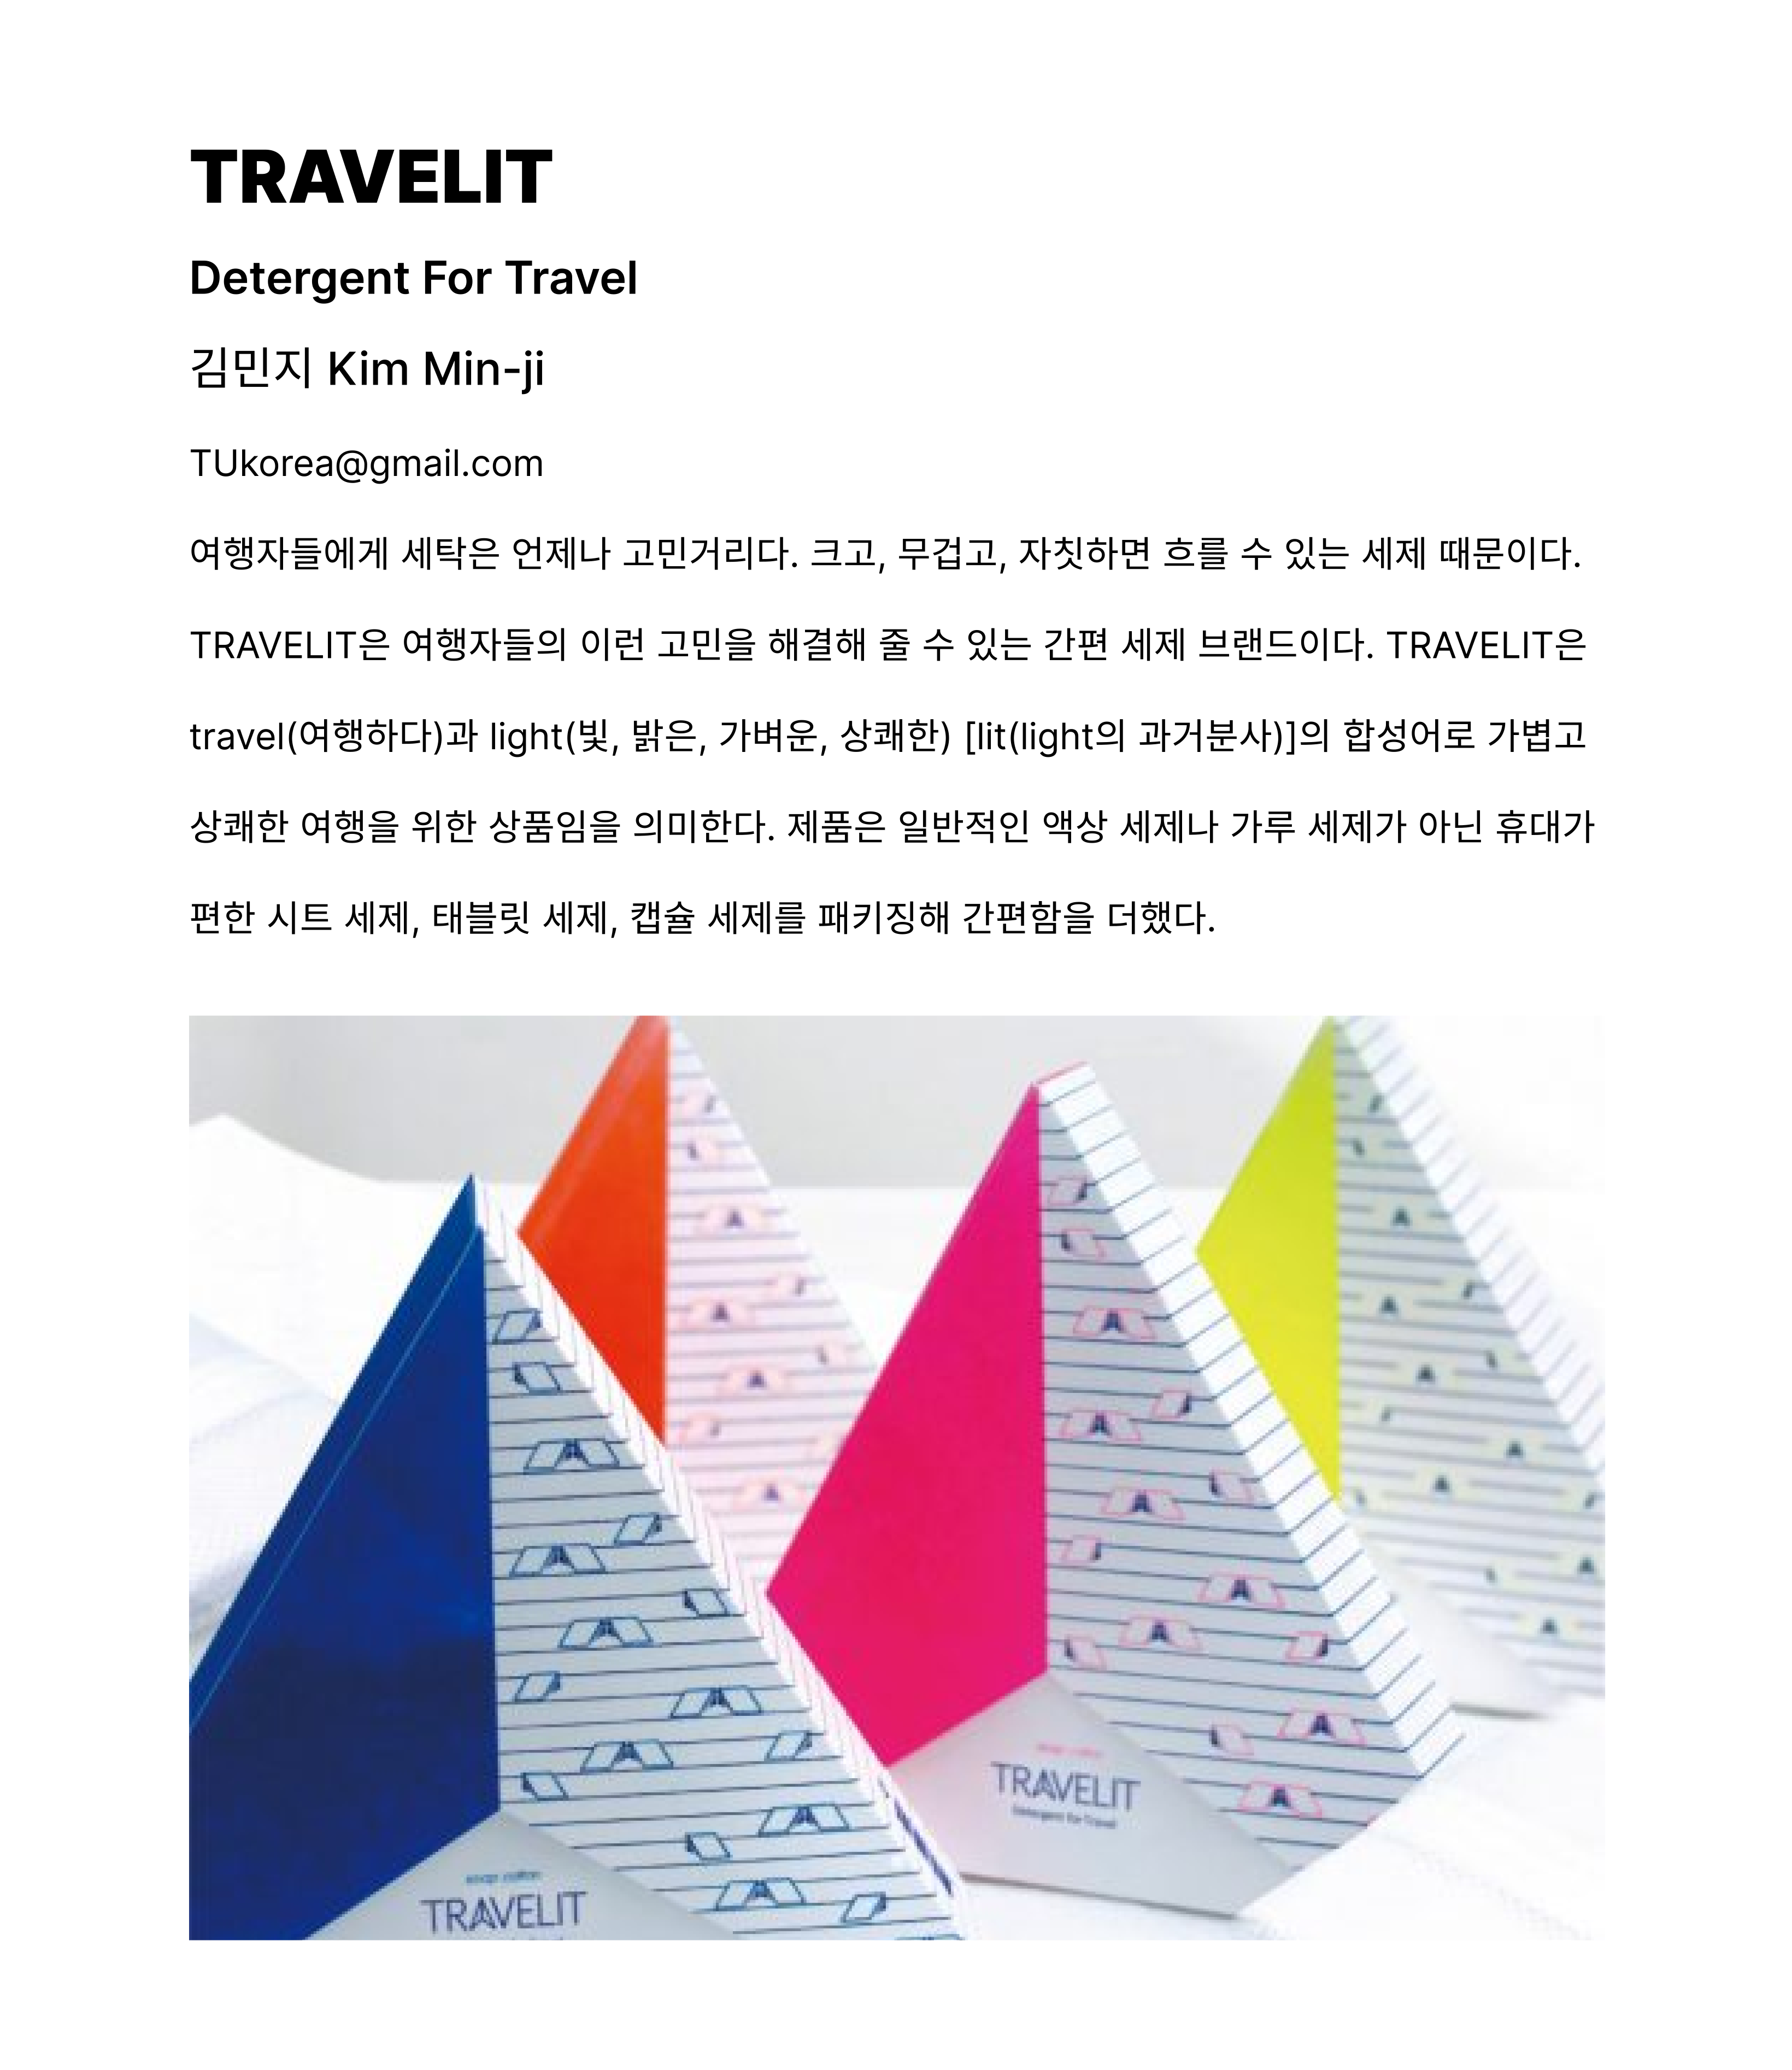 TRAVELIT
Detergent For Travel
김민지 Kim Min-ji
TUkorea@gmail.com
여행자들에게 세탁은 언제나 고민거리다. 크고, 무겁고, 자칫하면 흐를 수 있는 세제 때문이다.
TRAVELIT은 여행자들의 이런 고민을 해결해 줄 수 있는 간편 세제 브랜드이다. TRAVELIT은
travel(여행하다)과 light(빛, 밝은, 가벼운, 상쾌한) [lit(light의 과거분사)]의 합성어로 가볍고
상쾌한 여행을 위한 상품임을 의미한다. 제품은 일반적인 액상 세제나 가루 세제가 아닌 휴대가
편한 시트 세제, 태블릿 세제, 캡슐 세제를 패키징해 간편함을 더했다.
TRAVELIT
Detergent for Travel
TRAVELIT